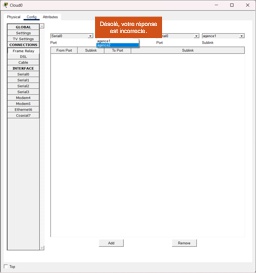 Cloud0
Physical Config Attributes
GLOBAL
Settings
TV Settings
CONNECTIONS
Frame Relay
DSL
Cable
INTERFACE
Serial0
Serial1
Serial2
Serial3
Modem4
Modem5
Ethernet6
Coaxial7
Désolé, votre réponse
est incorrecte.
Serial0
agence1
Port
agence1
Port
Sublink
From Port
Sublink
To Port
Sublink
Add
Remove
Top